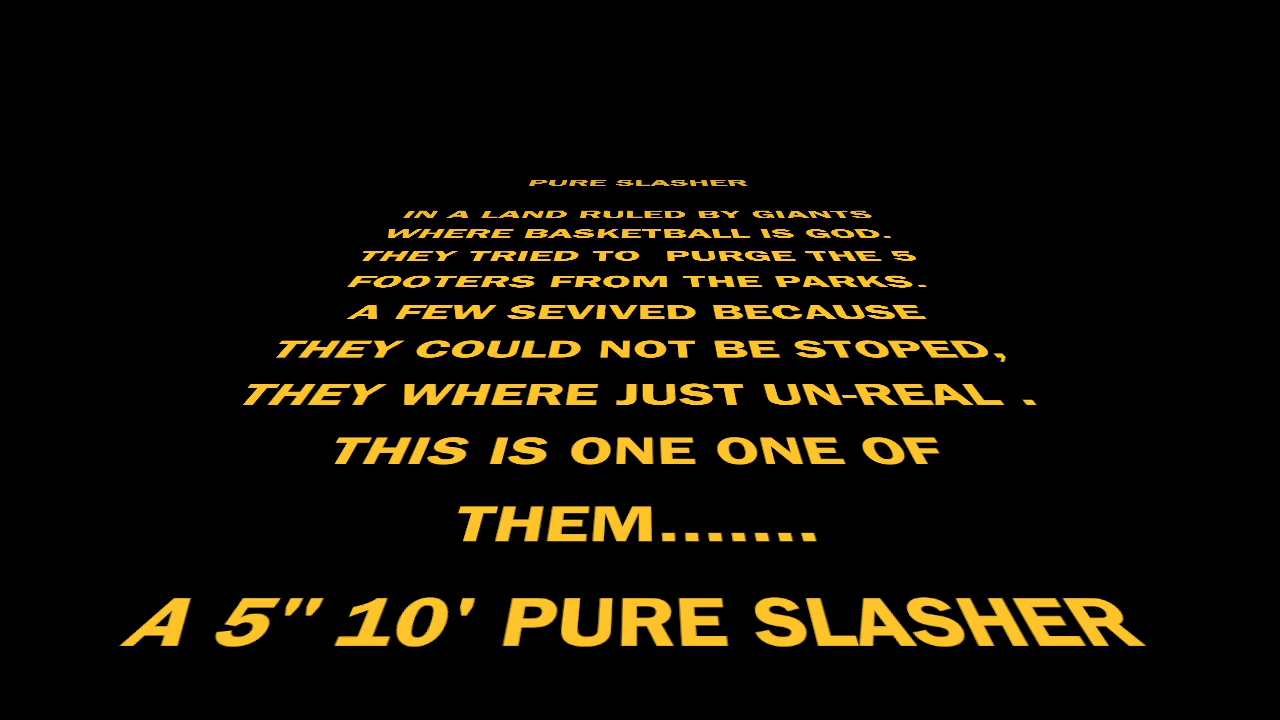 PURE SLASHER
IN A LAND RULED BY GIANTS
WHERE BASKETBALL IS GOD.
THEY TRIED TO  PURGE THE 5
FOOTERS FROM THE PARKS.
A FEW SEVIVED BECAUSE
THEY COULD NOT BE STOPED,
THEY WHERE JUST UN-REAL .
THIS IS ONE ONE OF
THEM.......
A 5" 10' PURE SLASHER